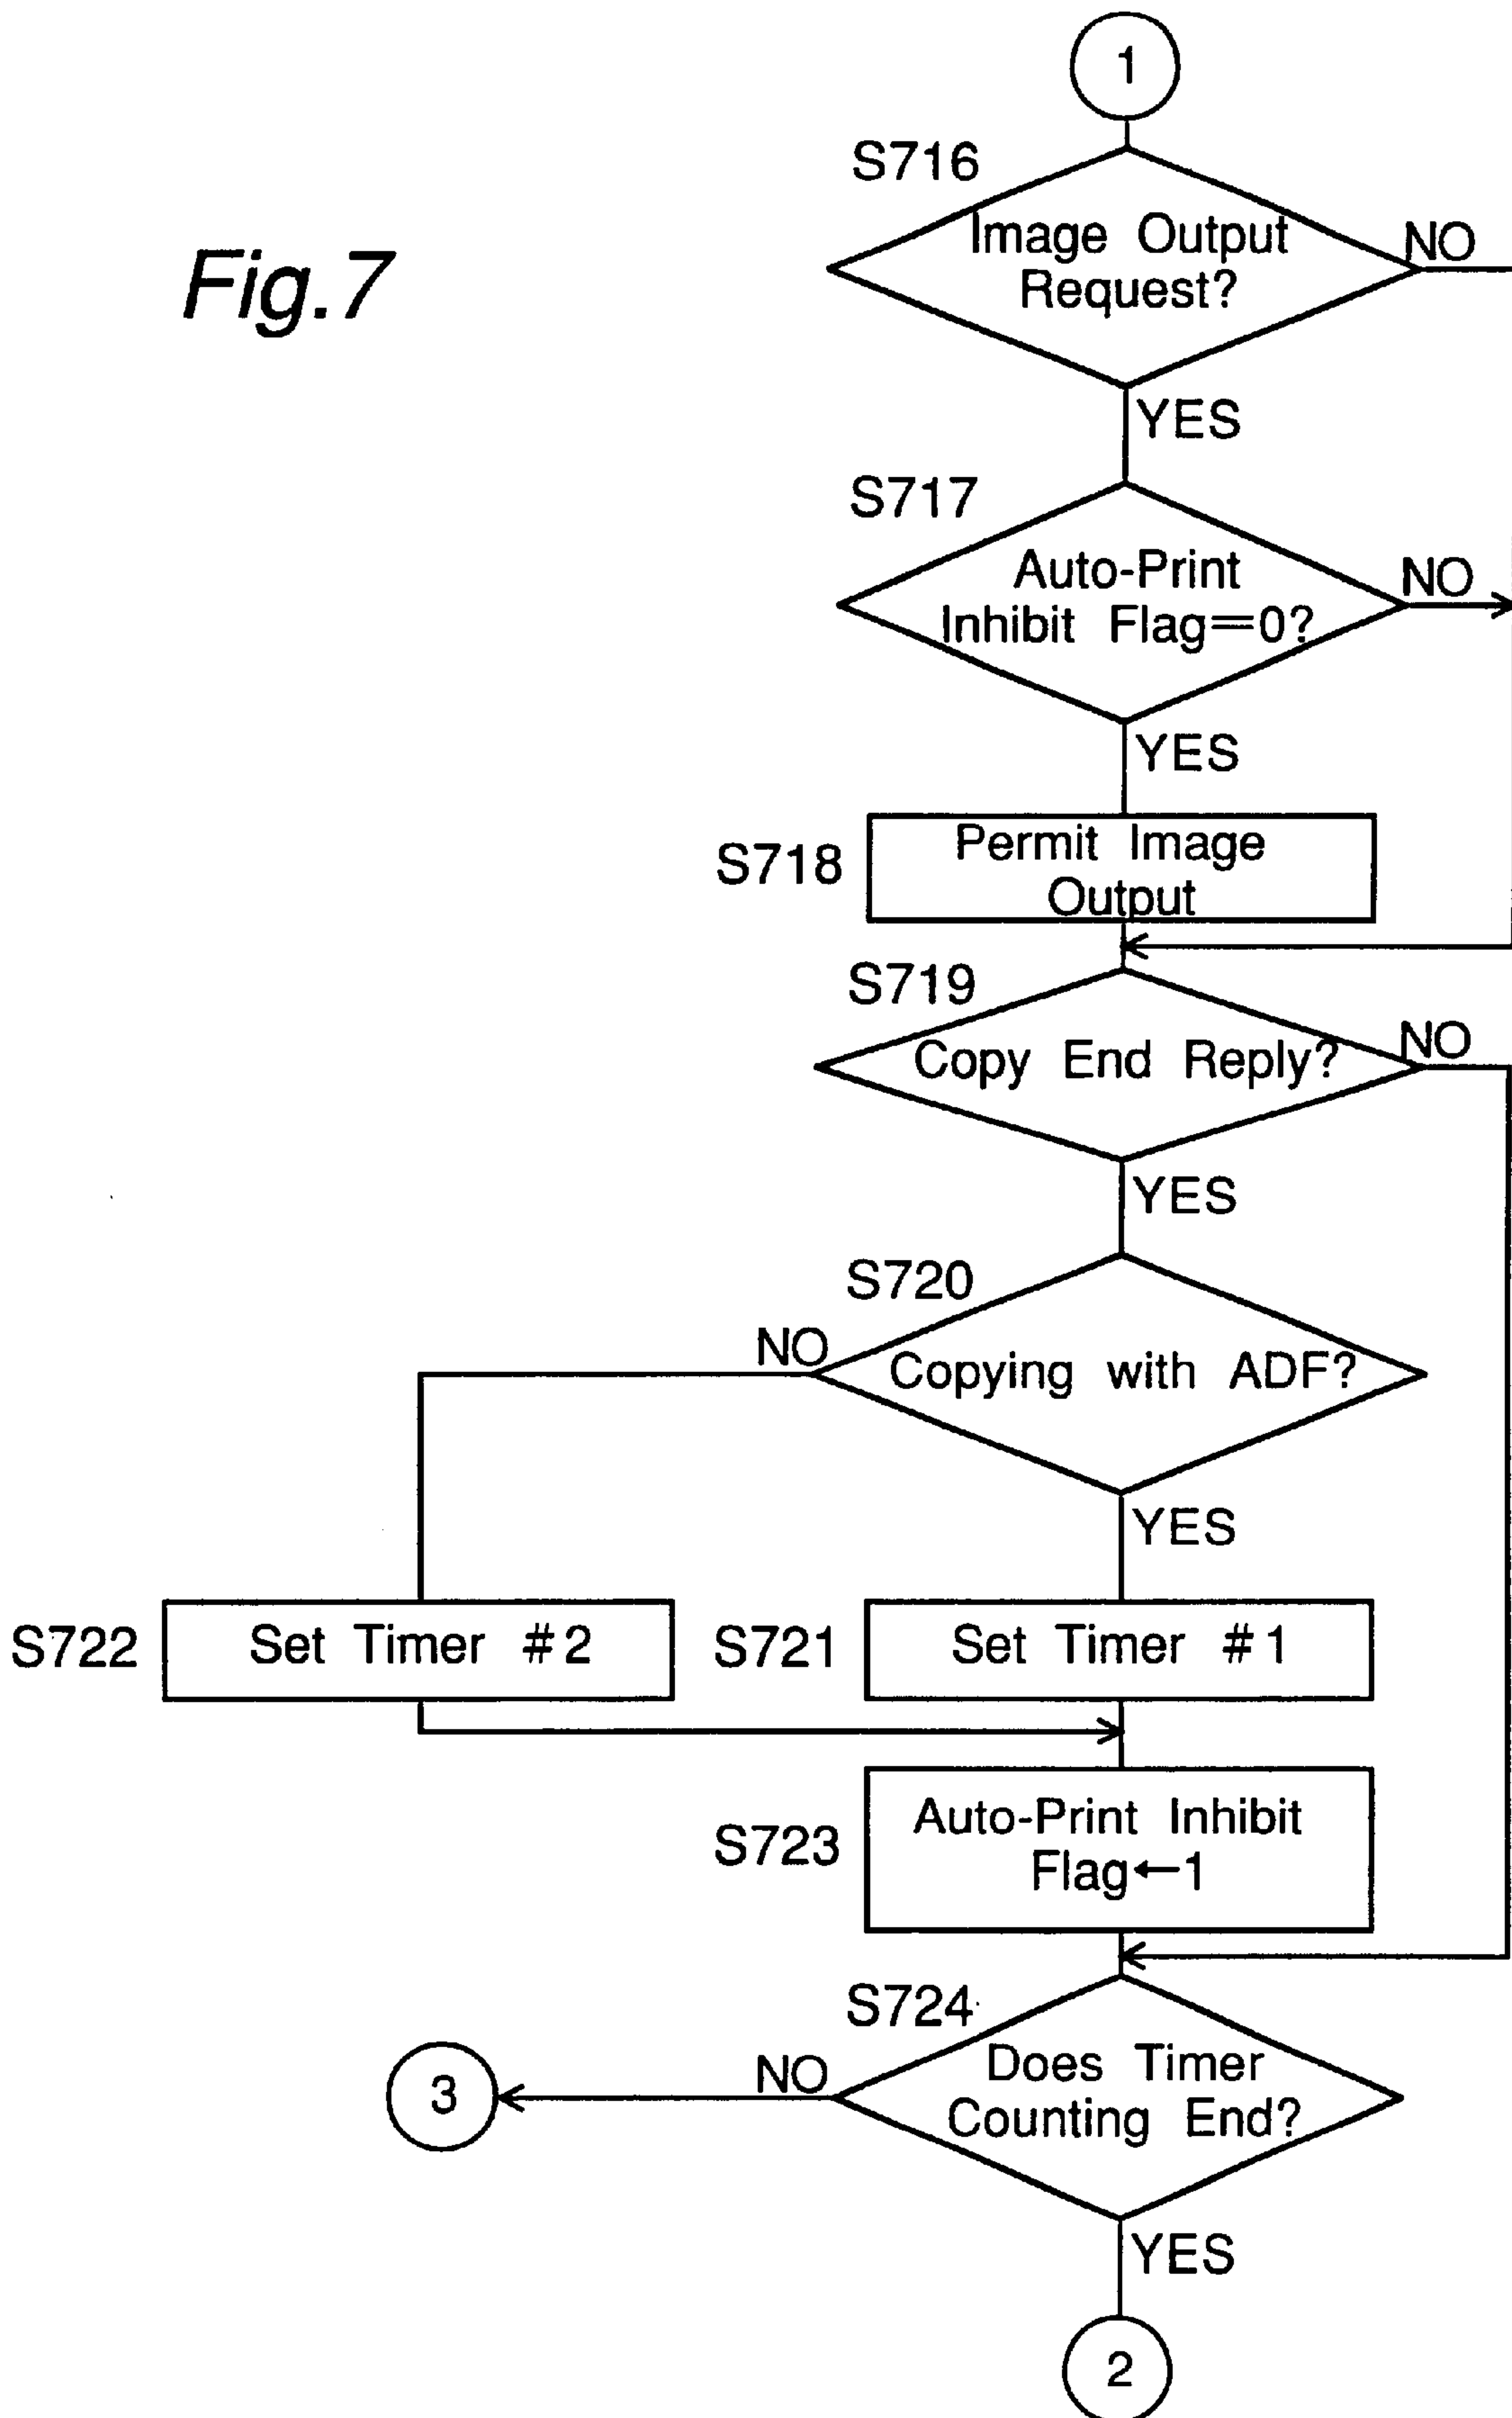 Fig.7
1
S716
Image Output
Request?
NO
YES
S717
Auto-Print
Inhibit Flag=0?
NO
YES
S718
Permit Image
Output
S719
Copy End Reply?
NO
YES
S720
NO
Copying with ADF?
YES
S722
Set Timer #2
S721
Set Timer #1
S723
Auto-Print Inhibit
Flag←1
S724
NO
Does Timer
Counting End?
3
YES
2